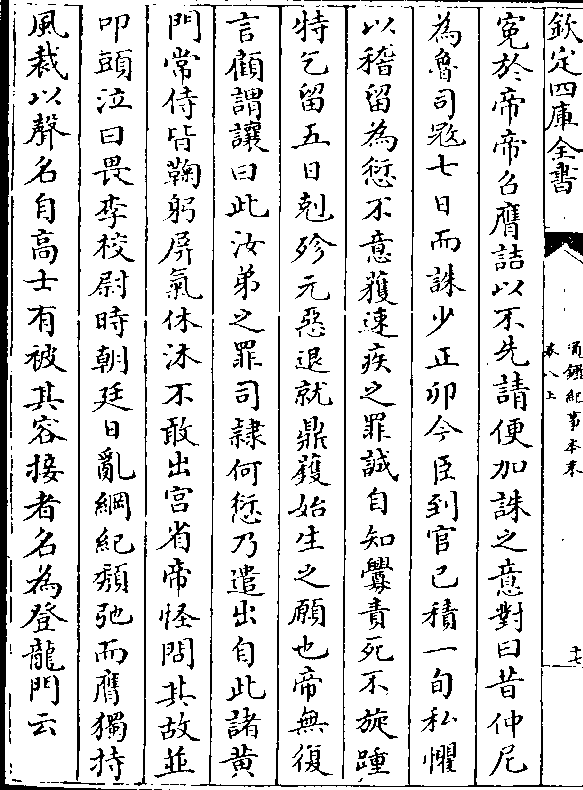 欽定四庫全書
通鑑紀事本末
卷八上
十七
寃於帝帝召膺詰以不先請便加誅之意對曰昔仲尼
為魯司㓂七日而誅少正卯今臣到官已積一旬私懼
以稽留為愆不意獲速疾之罪誠自知釁責死不旋踵
特乞留五日剋殄元惡退就鼎鑊始生之願也帝無復
言顧謂讓曰此汝弟之罪司隷何愆乃遣出自此諸黄
門常侍皆鞠躬屏氣休沐不敢出宫省帝怪問其故並
叩頭泣曰畏李校尉時朝廷日亂綱紀頽弛而膺獨持
風裁以聲名自高士有被其容接者名為登龍門云